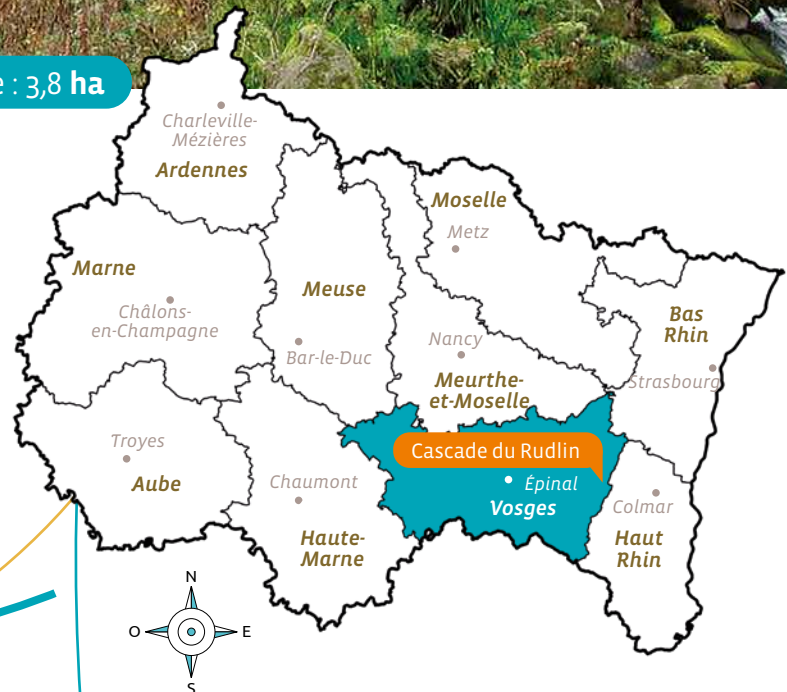 : 3,8 ha
Charleville-
Mézières
Ardennes
Moselle
Metz
Marne
Châlons-
en-Champagne
Meuse
Bar-le-Duc
Nancy
Meurthe-
et-Moselle
Bas
Rhin
Strasbourg
Troyes
Aube
Chaumont
Haute-
Marne
Cascade du Rudlin
Épinal
Vosges
Colmar
Haut
Rhin
N
O
E
S